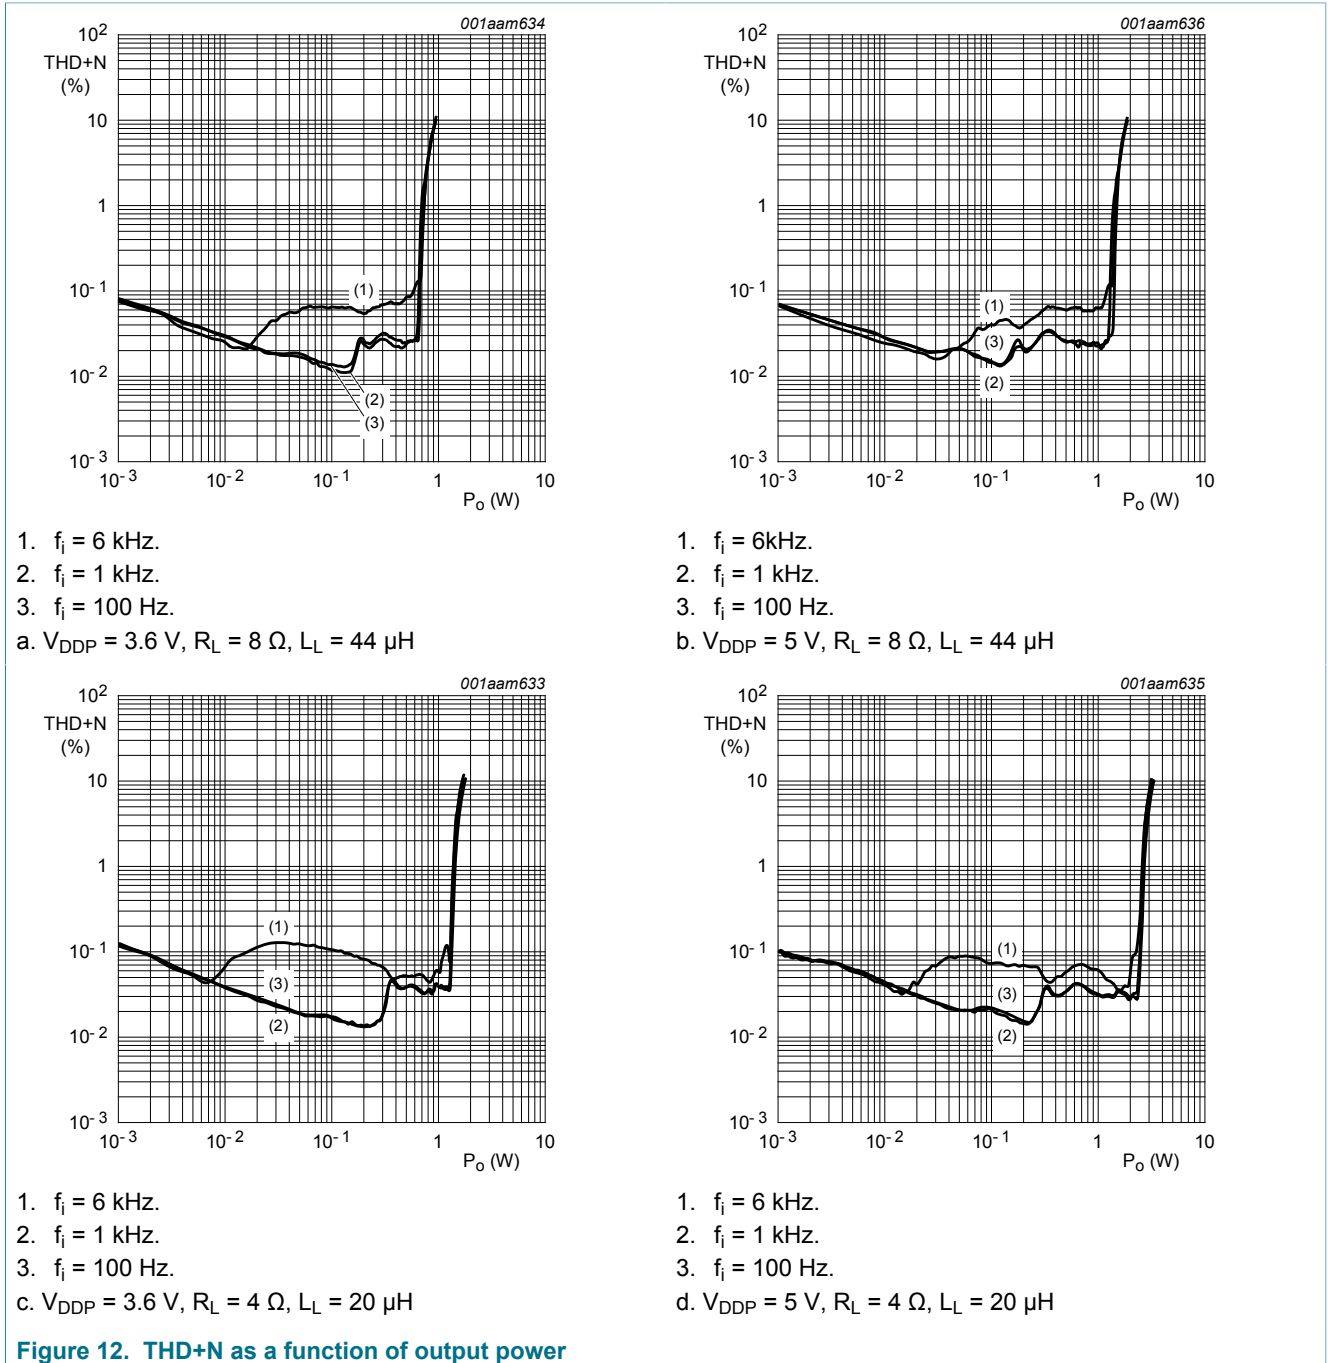 001aam634
10²
THD+N
(%)
10
1
10⁻¹
10⁻²
10⁻³
(1)
(2)
(3)
10⁻³ 10⁻² 10⁻¹ 1 10
Pₒ (W)
1. fᵢ = 6 kHz.
2. fᵢ = 1 kHz.
3. fᵢ = 100 Hz.
a. V_DDP = 3.6 V, R_L = 8 Ω, L_L = 44 µH
001aam636
10²
THD+N
(%)
10
1
10⁻¹
10⁻²
10⁻³
(1)
(3)
(2)
10⁻³ 10⁻² 10⁻¹ 1 10
Pₒ (W)
1. fᵢ = 6kHz.
2. fᵢ = 1 kHz.
3. fᵢ = 100 Hz.
b. V_DDP = 5 V, R_L = 8 Ω, L_L = 44 µH
001aam633
10²
THD+N
(%)
10
1
10⁻¹
10⁻²
10⁻³
(1)
(3)
(2)
10⁻³ 10⁻² 10⁻¹ 1 10
Pₒ (W)
1. fᵢ = 6 kHz.
2. fᵢ = 1 kHz.
3. fᵢ = 100 Hz.
c. V_DDP = 3.6 V, R_L = 4 Ω, L_L = 20 µH
001aam635
10²
THD+N
(%)
10
1
10⁻¹
10⁻²
10⁻³
(1)
(3)
(2)
10⁻³ 10⁻² 10⁻¹ 1 10
Pₒ (W)
1. fᵢ = 6 kHz.
2. fᵢ = 1 kHz.
3. fᵢ = 100 Hz.
d. V_DDP = 5 V, R_L = 4 Ω, L_L = 20 µH
Figure 12. THD+N as a function of output power